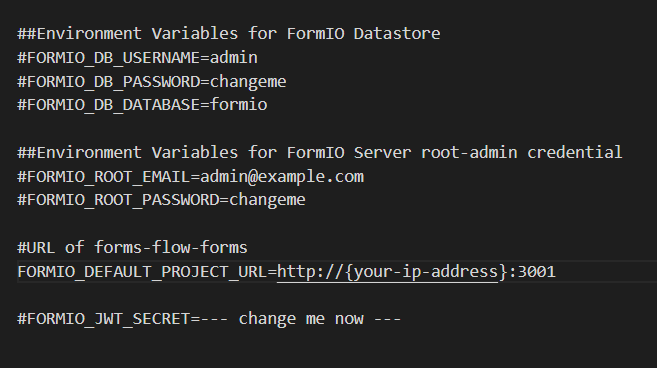 ##Environment Variables for FormIO Datastore
#FORMIO_DB_USERNAME=admin
#FORMIO_DB_PASSWORD=changeme
#FORMIO_DB_DATABASE=formio
##Environment Variables for FormIO Server root-admin credential
#FORMIO_ROOT_EMAIL=admin@example.com
#FORMIO_ROOT_PASSWORD=changeme
#URL of forms-flow-forms
FORMIO_DEFAULT_PROJECT_URL=http://{your-ip-address}:3001
#FORMIO_JWT_SECRET=--- change me now ---